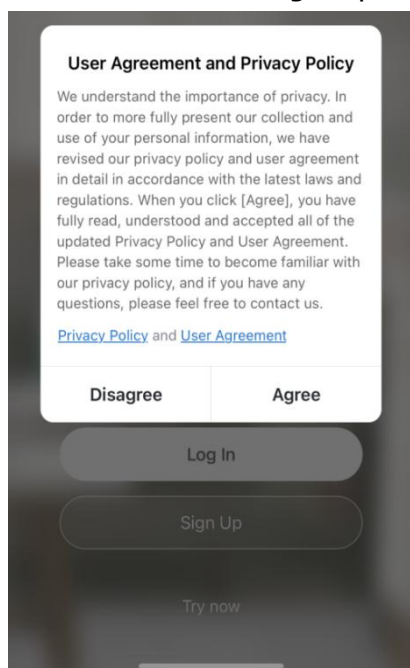 User Agreement and Privacy Policy
We understand the importance of privacy. In
order to more fully present our collection and
use of your personal information, we have
revised our privacy policy and user agreement
in detail in accordance with the latest laws and
regulations. When you click [Agree], you have
fully read, understood and accepted all of the
updated Privacy Policy and User Agreement.
Please take some time to become familiar with
our privacy policy, and if you have any
questions, please feel free to contact us.
Privacy Policy and User Agreement
Disagree Agree
Log In
Sign Up
Try now